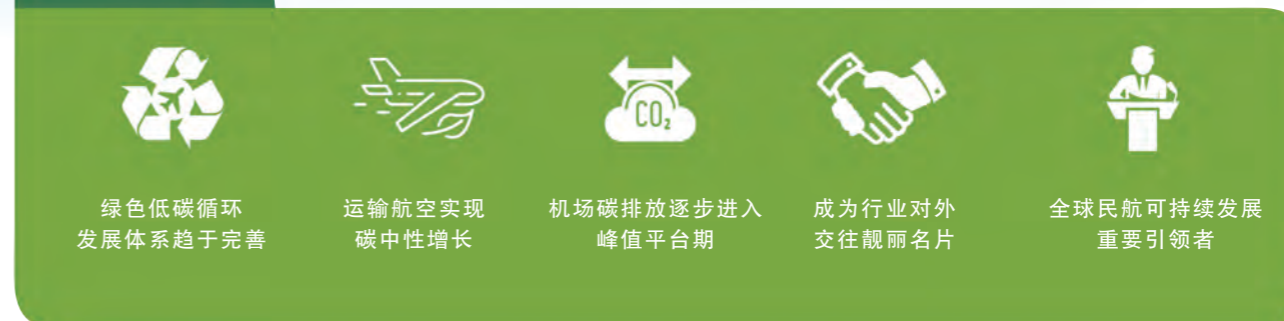 CO₂
绿色低碳循环
发展体系趋于完善
运输航空实现
碳中性增长
机场碳排放逐步进入
峰值平台期
成为行业对外
交往靓丽名片
全球民航可持续发展
重要引领者